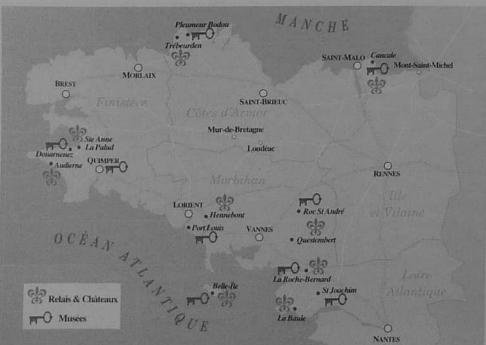 Pleumeur Bodou
MANCHE
Trébeurden
SAINT-MALO
Cancale
Mont-Saint-Michel
MORLAIX
BREST
SAINT-BRIEUC
Finistère
Côtes d'Armor
Mur-de-Bretagne
Loudéac
Ste Anne
La Palud
Douarnenez
QUIMPER
Audierne
RENNES
Morbihan
Ille
et Vilaine
LORIENT
Hennebont
Roc St André
Port Louis
VANNES
Questembert
OCÉAN ATLANTIQUE
La Roche-Bernard
Loire
Atlantique
Belle-Île
St Joachim
Relais & Châteaux
La Baule
Musées
NANTES